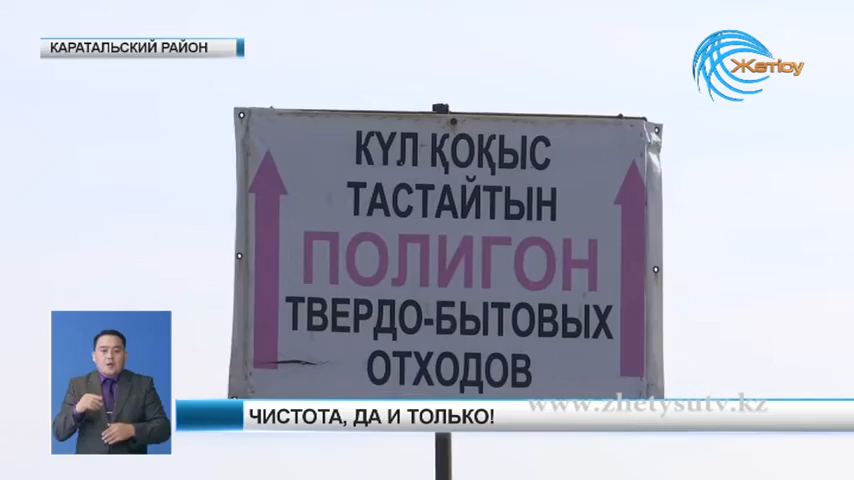 КАРАТАЛЬСКИЙ РАЙОН
Жетісу
КҮЛ ҚОҚЫС
ТАСТАЙТЫН
ПОЛИГОН
ТВЕРДО-БЫТОВЫХ
ОТХОДОВ
www.zhetysutv.kz
ЧИСТОТА, ДА И ТОЛЬКО!